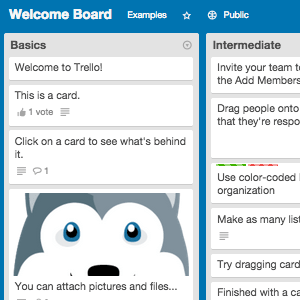 Welcome Board Examples Public
Basics
Welcome to Trello!
This is a card.
1 vote
Click on a card to see what's behind
it.
1
You can attach pictures and files...
Intermediate
Invite your team t
the Add Members
Drag people onto
that they're respo
Use color-coded
organization
Make as many list
Try dragging card
Finished with a ca